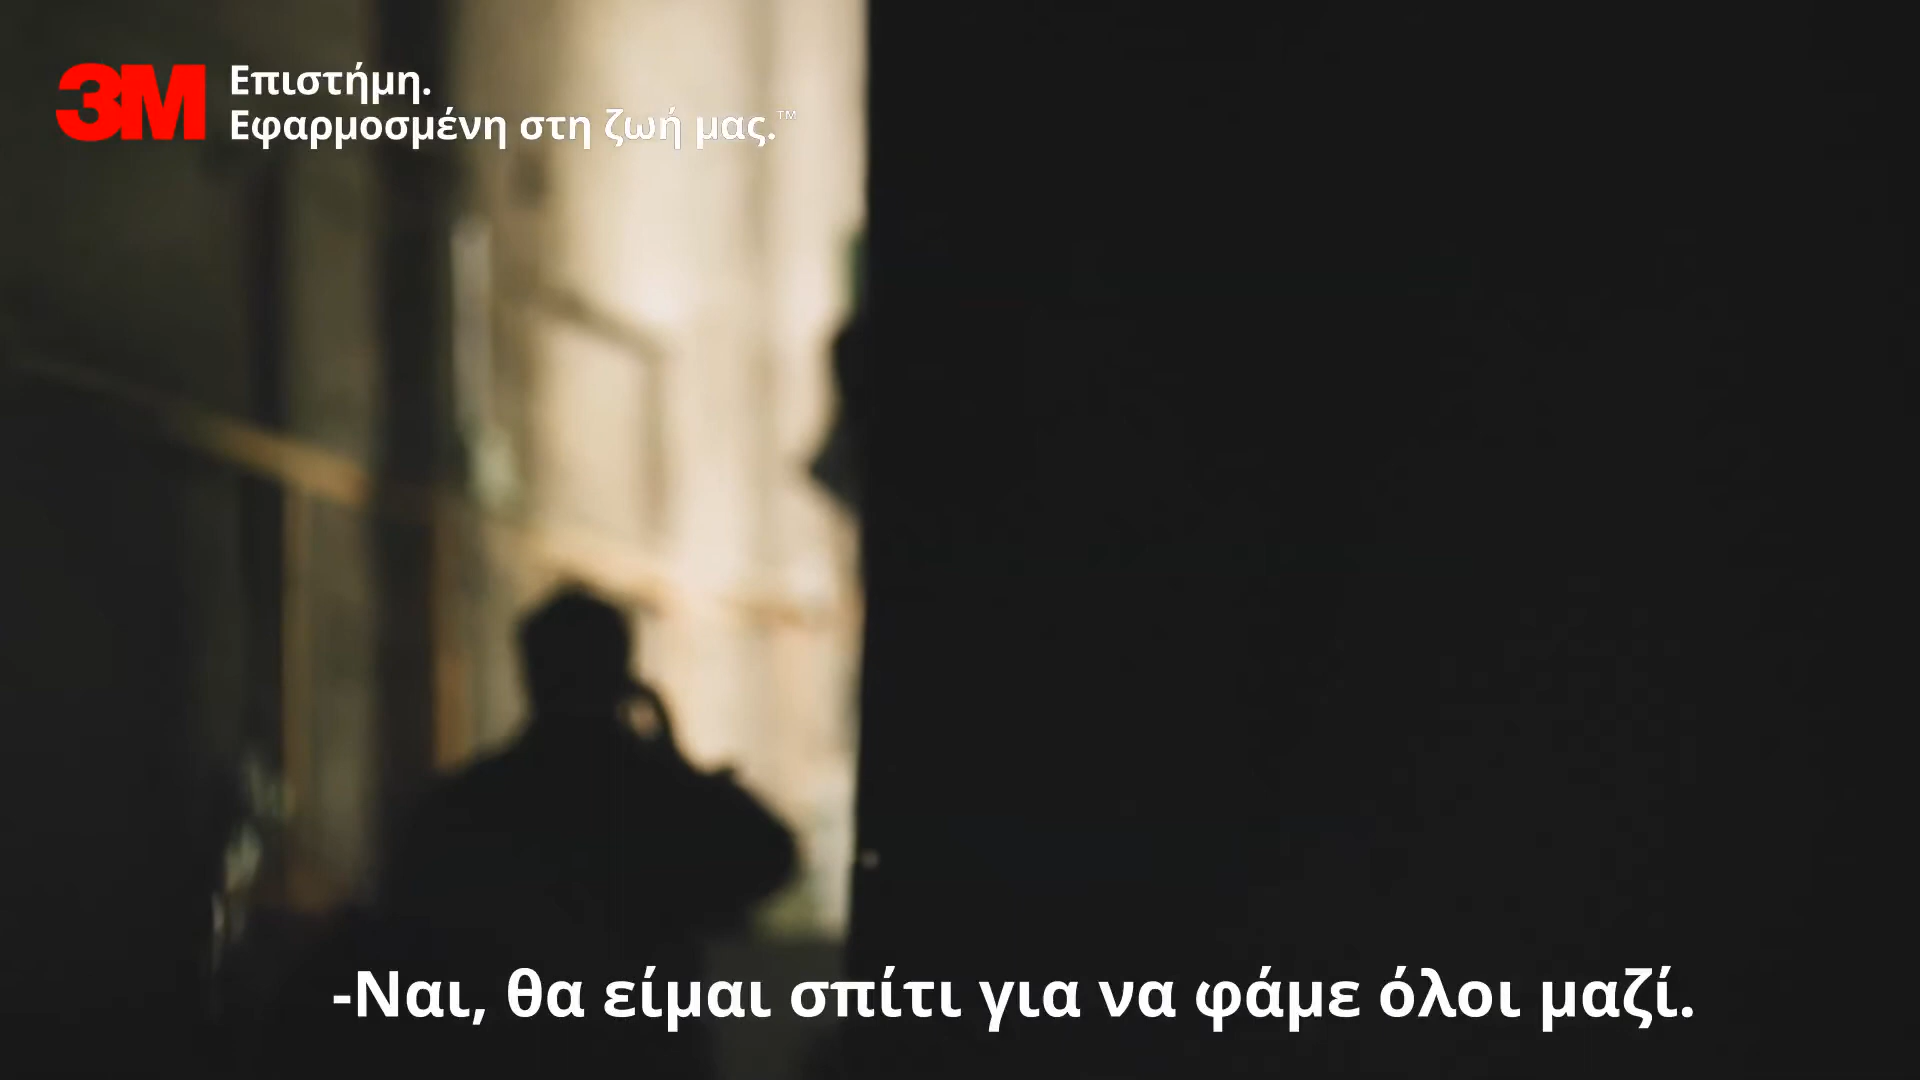 3M
Επιστήμη.
Εφαρμοσμένη στη ζωή μας.™
-Ναι, θα είμαι σπίτι για να φάμε όλοι μαζί.